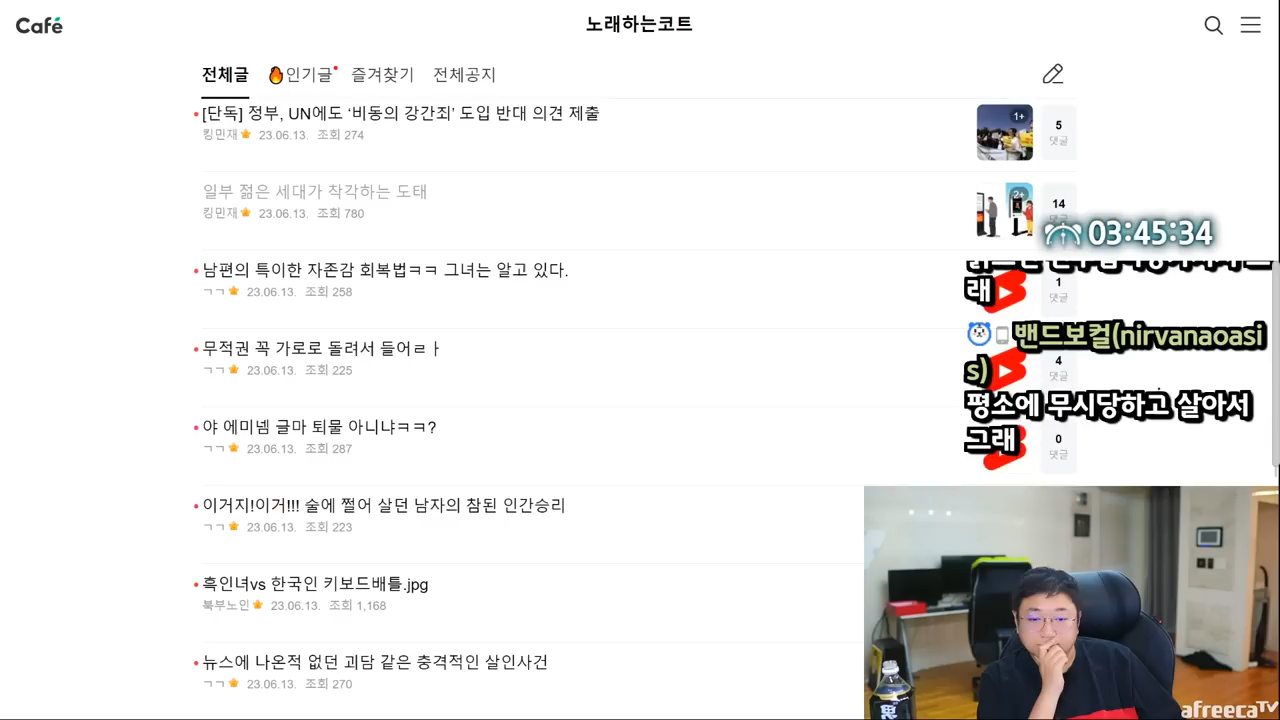 Café
노래하는코트
전체글 인기글 즐겨찾기 전체공지
[단독] 정부, UN에도 ‘비동의 강간죄’ 도입 반대 의견 제출
킹민재 23.06.13. 조회 274
1+
5
댓글
일부 젊은 세대가 착각하는 도태
킹민재 23.06.13. 조회 780
2+
14
03:45:34
남편의 특이한 자존감 회복법ㅋㅋ 그녀는 알고 있다.
ㄱㄱ 23.06.13. 조회 258
래
1
댓글
밴드보컬(nirvanaoasi
s)
무적권 꼭 가로로 돌려서 들어ㄹㅏ
ㄱㄱ 23.06.13. 조회 225
4
댓글
평소에 무시당하고 살아서
그래
야 에미넴 글마 퇴물 아니냐ㅋㅋ?
ㄱㄱ 23.06.13. 조회 287
0
댓글
이거지!이거!!! 술에 쩔어 살던 남자의 참된 인간승리
ㄱㄱ 23.06.13. 조회 223
흑인녀vs 한국인 키보드배틀.jpg
북부노인 23.06.13. 조회 1,168
뉴스에 나온적 없던 괴담 같은 충격적인 살인사건
ㄱㄱ 23.06.13. 조회 270
afreecaTV